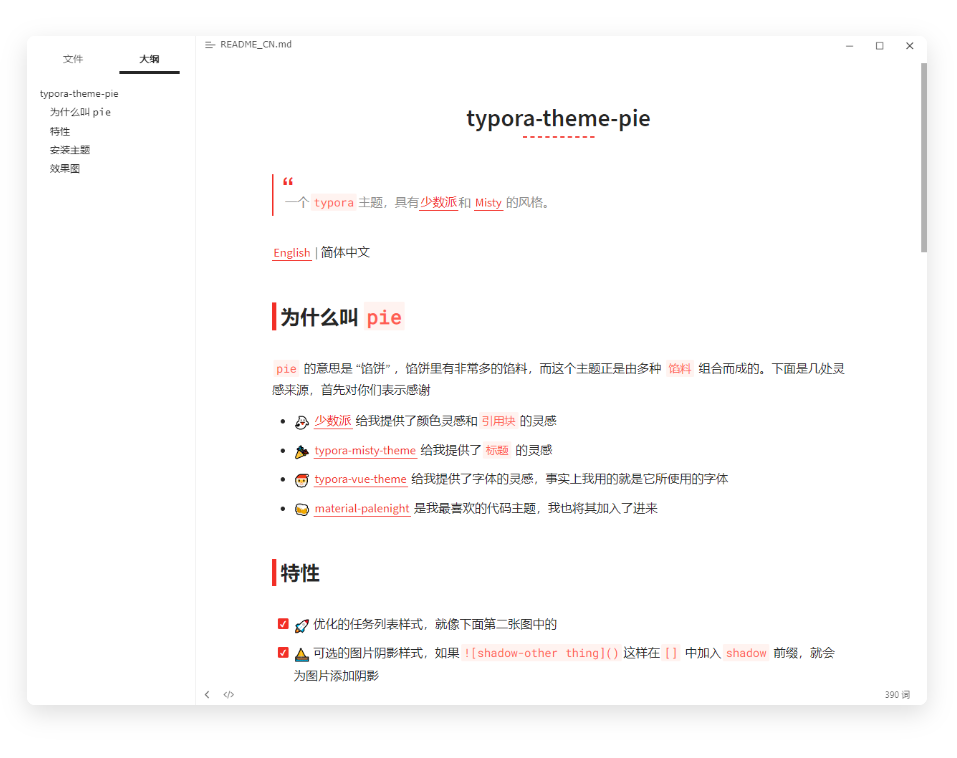 文件 大纲
typora-theme-pie
为什么叫 pie
特性
安装主题
效果图
README_CN.md
typora-theme-pie
“
一个 typora 主题，具有少数派和 Misty 的风格。
English | 简体中文
为什么叫 pie
pie 的意思是 “馅饼” ，馅饼里有非常多的馅料，而这个主题正是由多种 馅料 组合而成的。下面是几处灵
感来源，首先对你们表示感谢
少数派 给我提供了颜色灵感和 引用块 的灵感
typora-misty-theme 给我提供了 标题 的灵感
typora-vue-theme 给我提供了字体的灵感，事实上我用的就是它所使用的字体
material-palenight 是我最喜欢的代码主题，我也将其加入了进来
特性
优化的任务列表样式，就像下面第二张图中的
可选的图片阴影样式，如果 ![shadow-other thing]() 这样在 [] 中加入 shadow 前缀，就会
为图片添加阴影
390 词